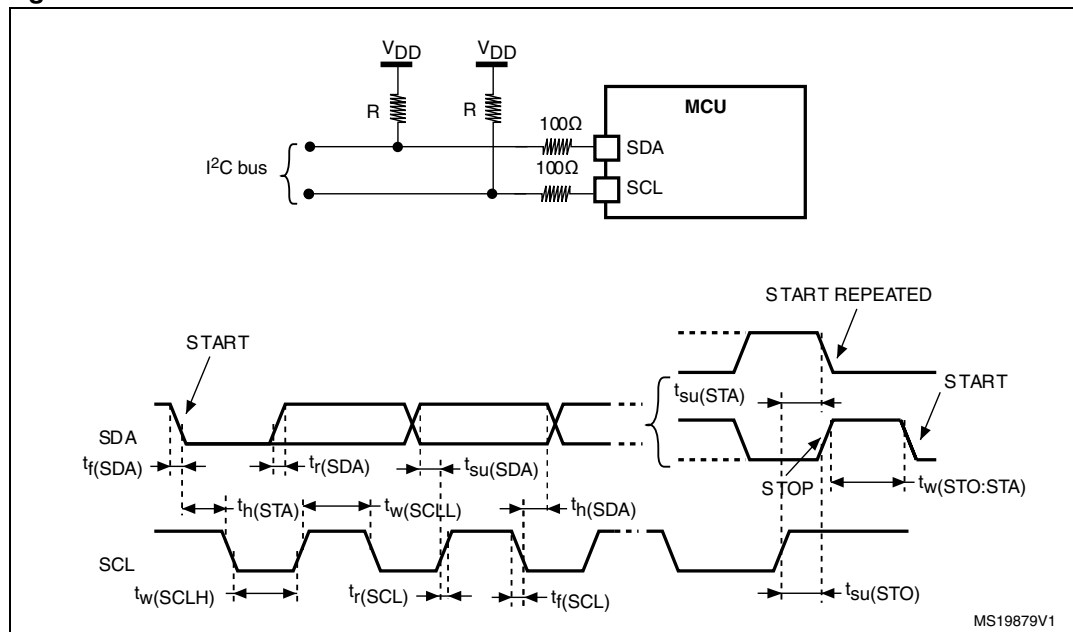 VDD
VDD
R
R
MCU
100Ω
SDA
I²C bus
100Ω
SCL
START REPEATED
START
START
tsu(STA)
SDA
tf(SDA)
tr(SDA)
tsu(SDA)
STOP
tw(STO:STA)
th(STA)
tw(SCLL)
th(SDA)
SCL
tw(SCLH)
tr(SCL)
tf(SCL)
tsu(STO)
MS19879V1